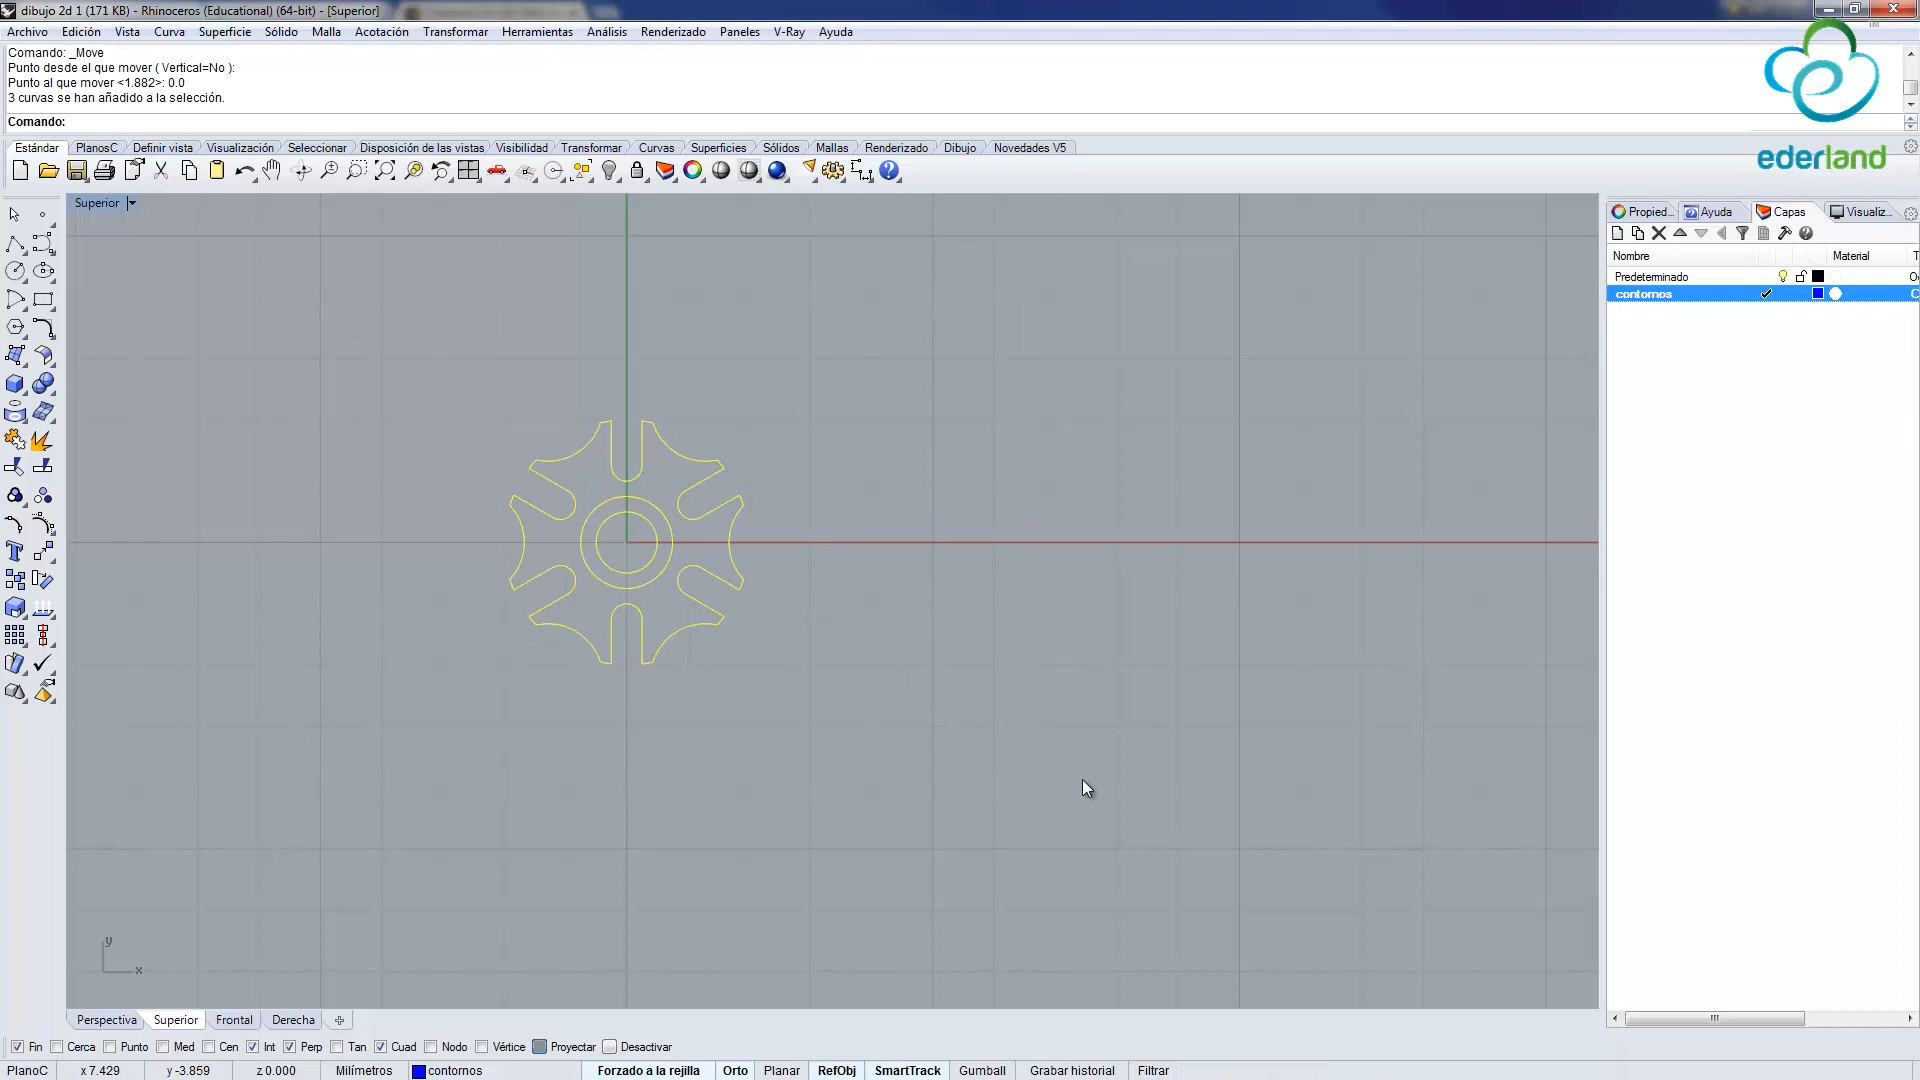 dibujo 2d 1 (171 KB) - Rhinoceros (Educational) (64-bit) - [Superior]
Archivo Edición Vista Curva Superficie Sólido Malla Acotación Transformar Herramientas Análisis Renderizado Paneles V-Ray Ayuda
Comando: _Move
Punto desde el que mover ( Vertical=No ):
Punto al que mover <1.882>: 0.0
3 curvas se han añadido a la selección.
Comando:
ederland
Estándar PlanosC Definir vista Visualización Seleccionar Disposición de las vistas Visibilidad Transformar Curvas Superficies Sólidos Mallas Renderizado Dibujo Novedades V5
Superior
Propied... Ayuda Capas Visualiz...
Nombre Material T
Predeterminado
contornos C
y
x
Perspectiva Superior Frontal Derecha
Fin Cerca Punto Med Cen Int Perp Tan Cuad Nodo Vértice Proyectar Desactivar
PlanoC x 7.429 y -3.859 z 0.000 Milímetros contornos Forzado a la rejilla Orto Planar RefObj SmartTrack Gumball Grabar historial Filtrar